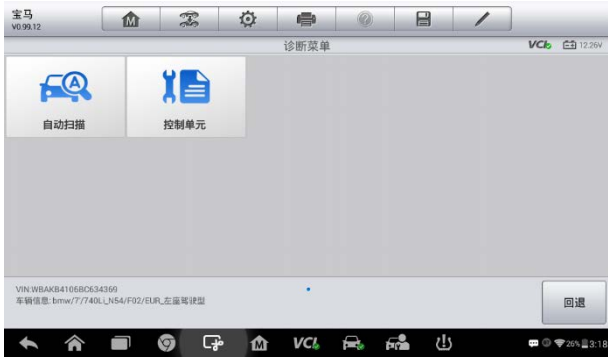 宝马
V0.99.12
诊断菜单
VCI
12.26V
自动扫描
控制单元
VIN:WBAKB4106BC634369
车辆信息: bmw/'7'/740Li_N54/F02/EUR_左座驾驶型
回退
VCI
26%
3:18